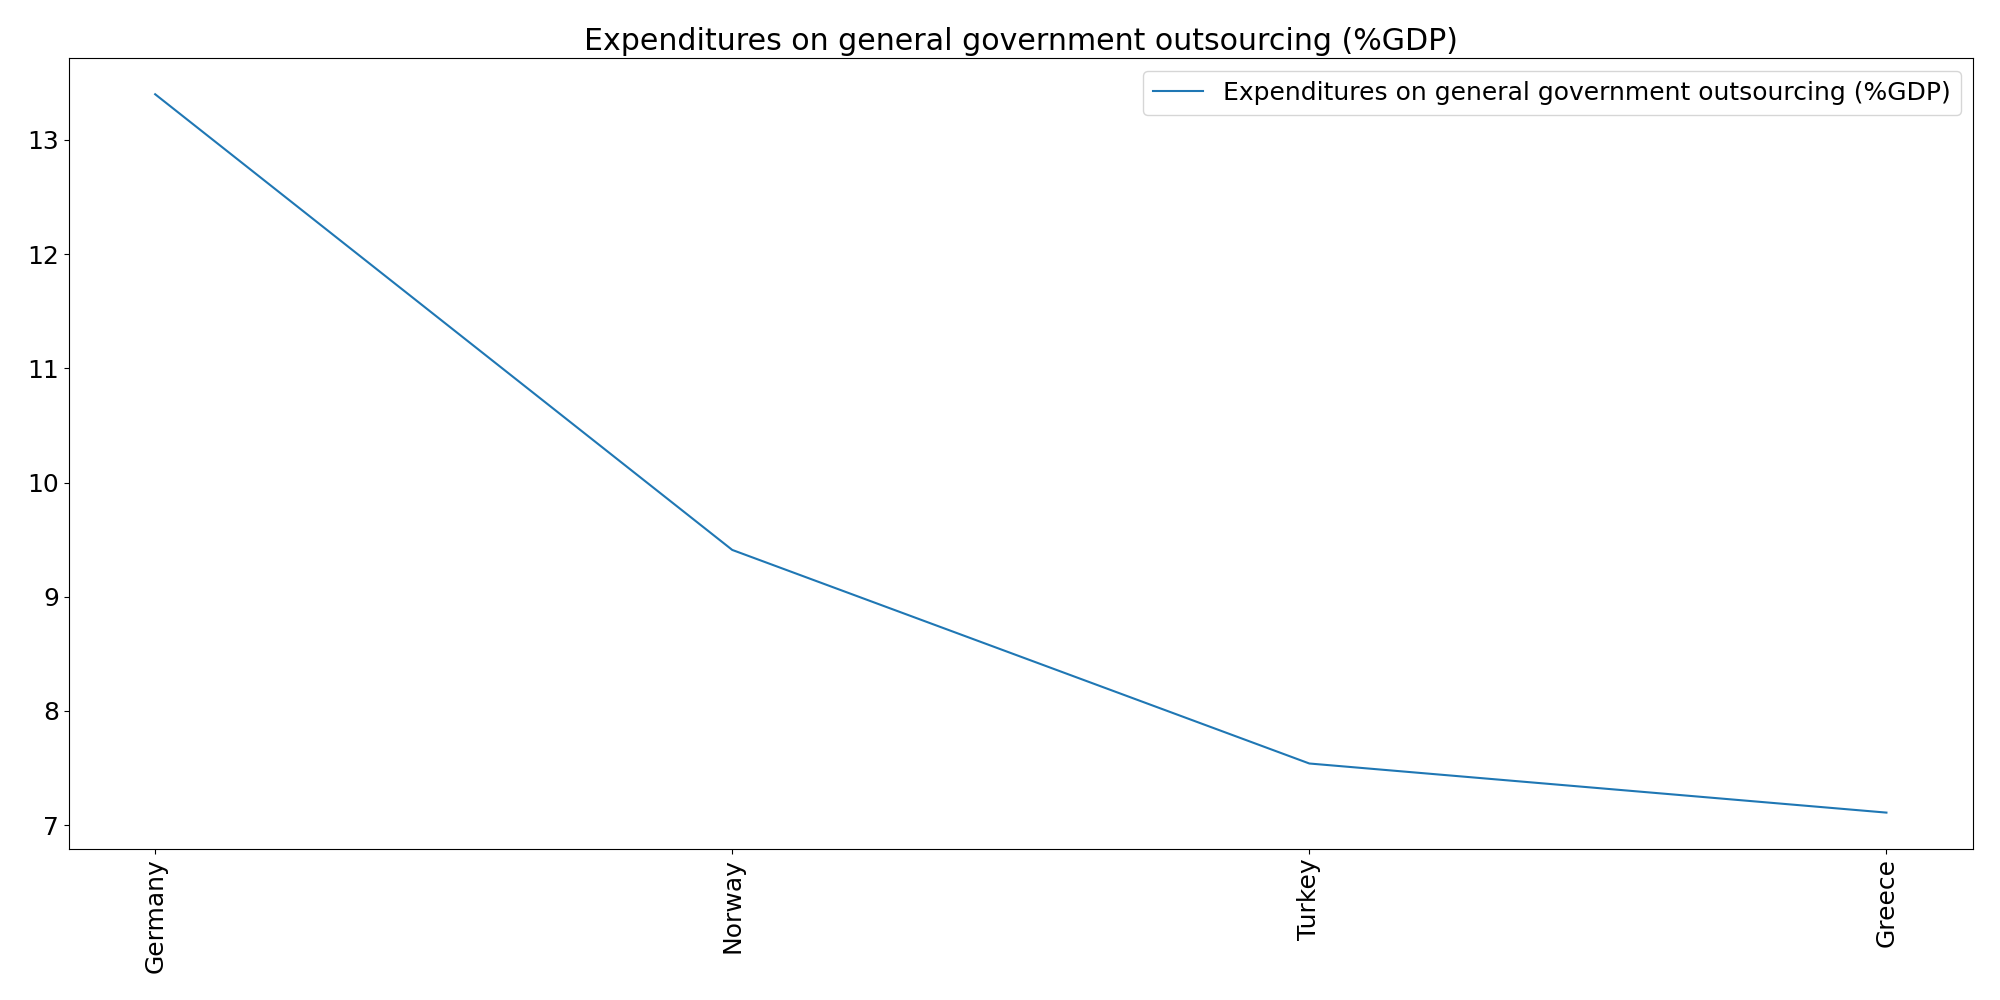 Expenditures on general government outsourcing (%GDP)
Expenditures on general government outsourcing (%GDP)
13
12
11
10
9
8
7
Germany
Norway
Turkey
Greece